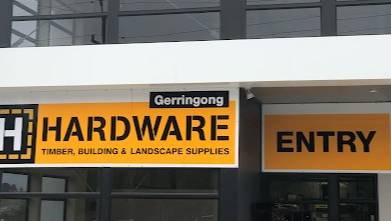 Gerringong
H HARDWARE
TIMBER, BUILDING & LANDSCAPE SUPPLIES
ENTRY